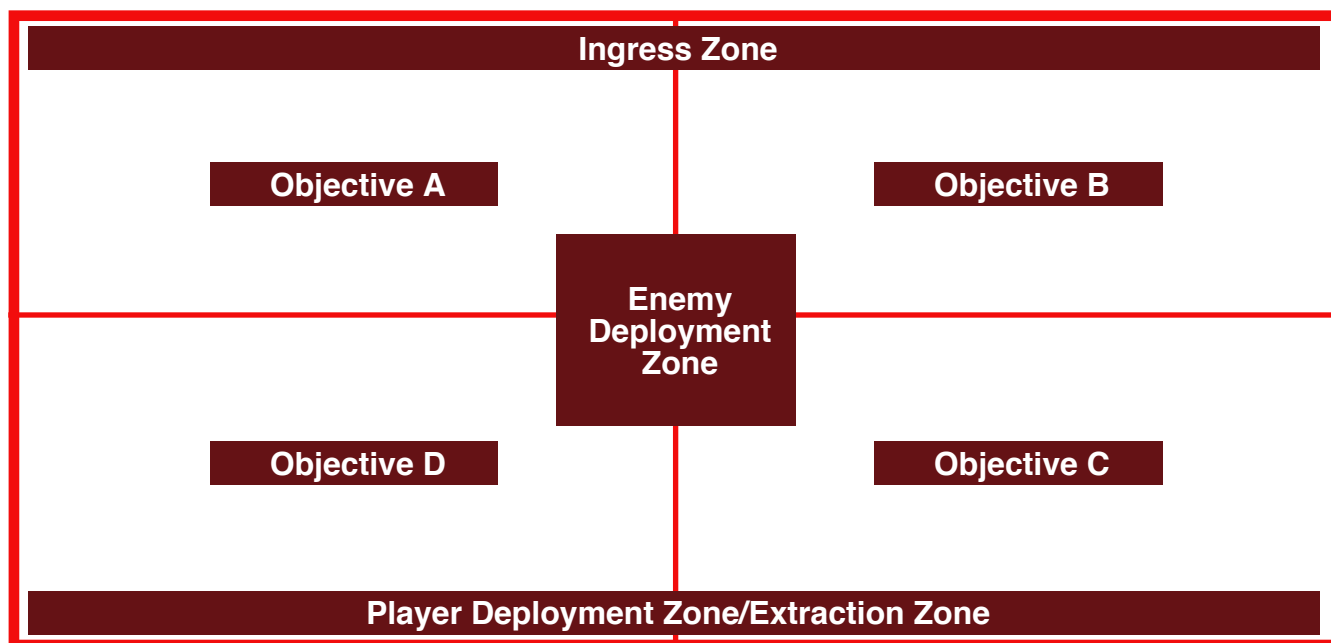 Ingress Zone
Objective A
Objective B
Enemy
Deployment
Zone
Objective D
Objective C
Player Deployment Zone/Extraction Zone